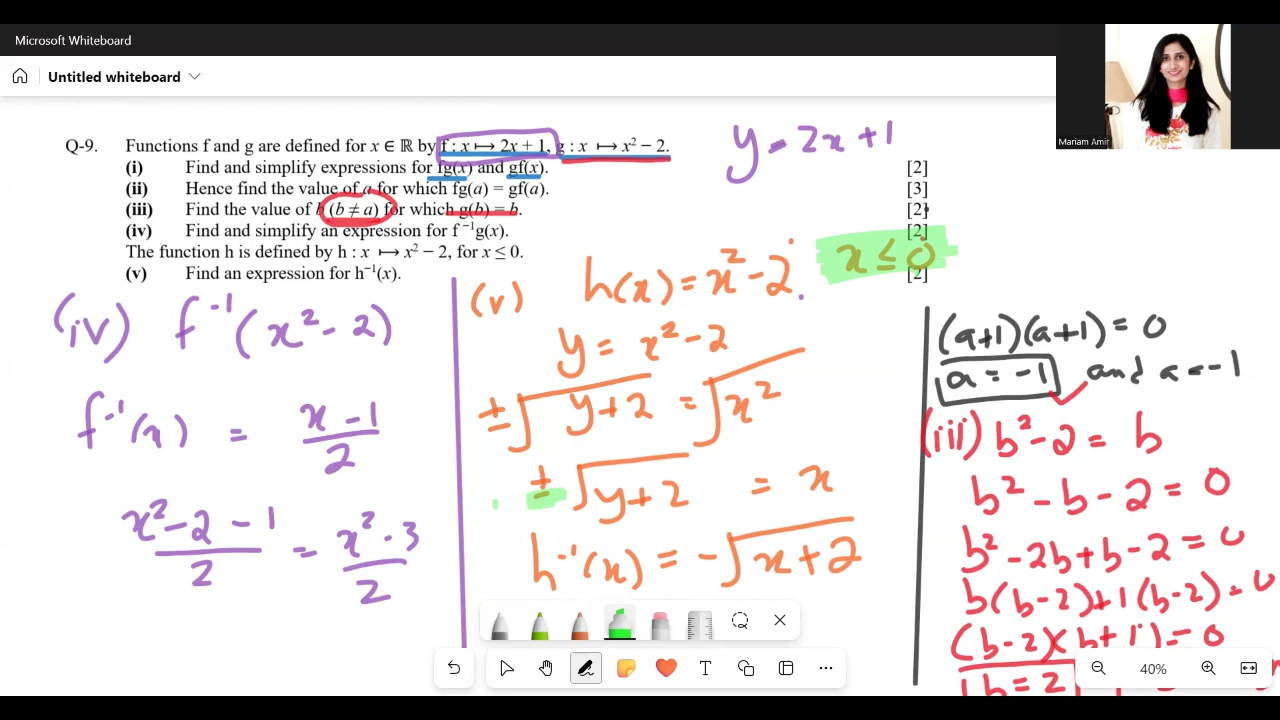 Microsoft Whiteboard
Untitled whiteboard
Mariam Amir
Q-9. Functions f and g are defined for x ∈ ℝ by f : x ↦ 2x + 1, g : x ↦ x² − 2.
(i) Find and simplify expressions for fg(x) and gf(x). [2]
(ii) Hence find the value of a for which fg(a) = gf(a). [3]
(iii) Find the value of b (b ≠ a) for which g(b) = b. [2]
(iv) Find and simplify an expression for f⁻¹g(x). [2]
The function h is defined by h : x ↦ x² − 2, for x ≤ 0.
(v) Find an expression for h⁻¹(x). [2]
y = 2x + 1
(iv) f⁻¹(x² - 2)
f⁻¹(x) = (x - 1)/2
(x² - 2 - 1)/2 = (x² - 3)/2
(v) h(x) = x² - 2 x ≤ 0
y = x² - 2
±√(y+2) = √x²
±√(y+2) = x
h⁻¹(x) = -√(x+2)
(a+1)(a+1) = 0
a = -1 and a = -1
(iii) b² - 2 = b
b² - b - 2 = 0
b² - 2b + b - 2 = 0
b(b-2)+1(b-2) = 0
(b-2)(b+1) = 0
b = 2
40%